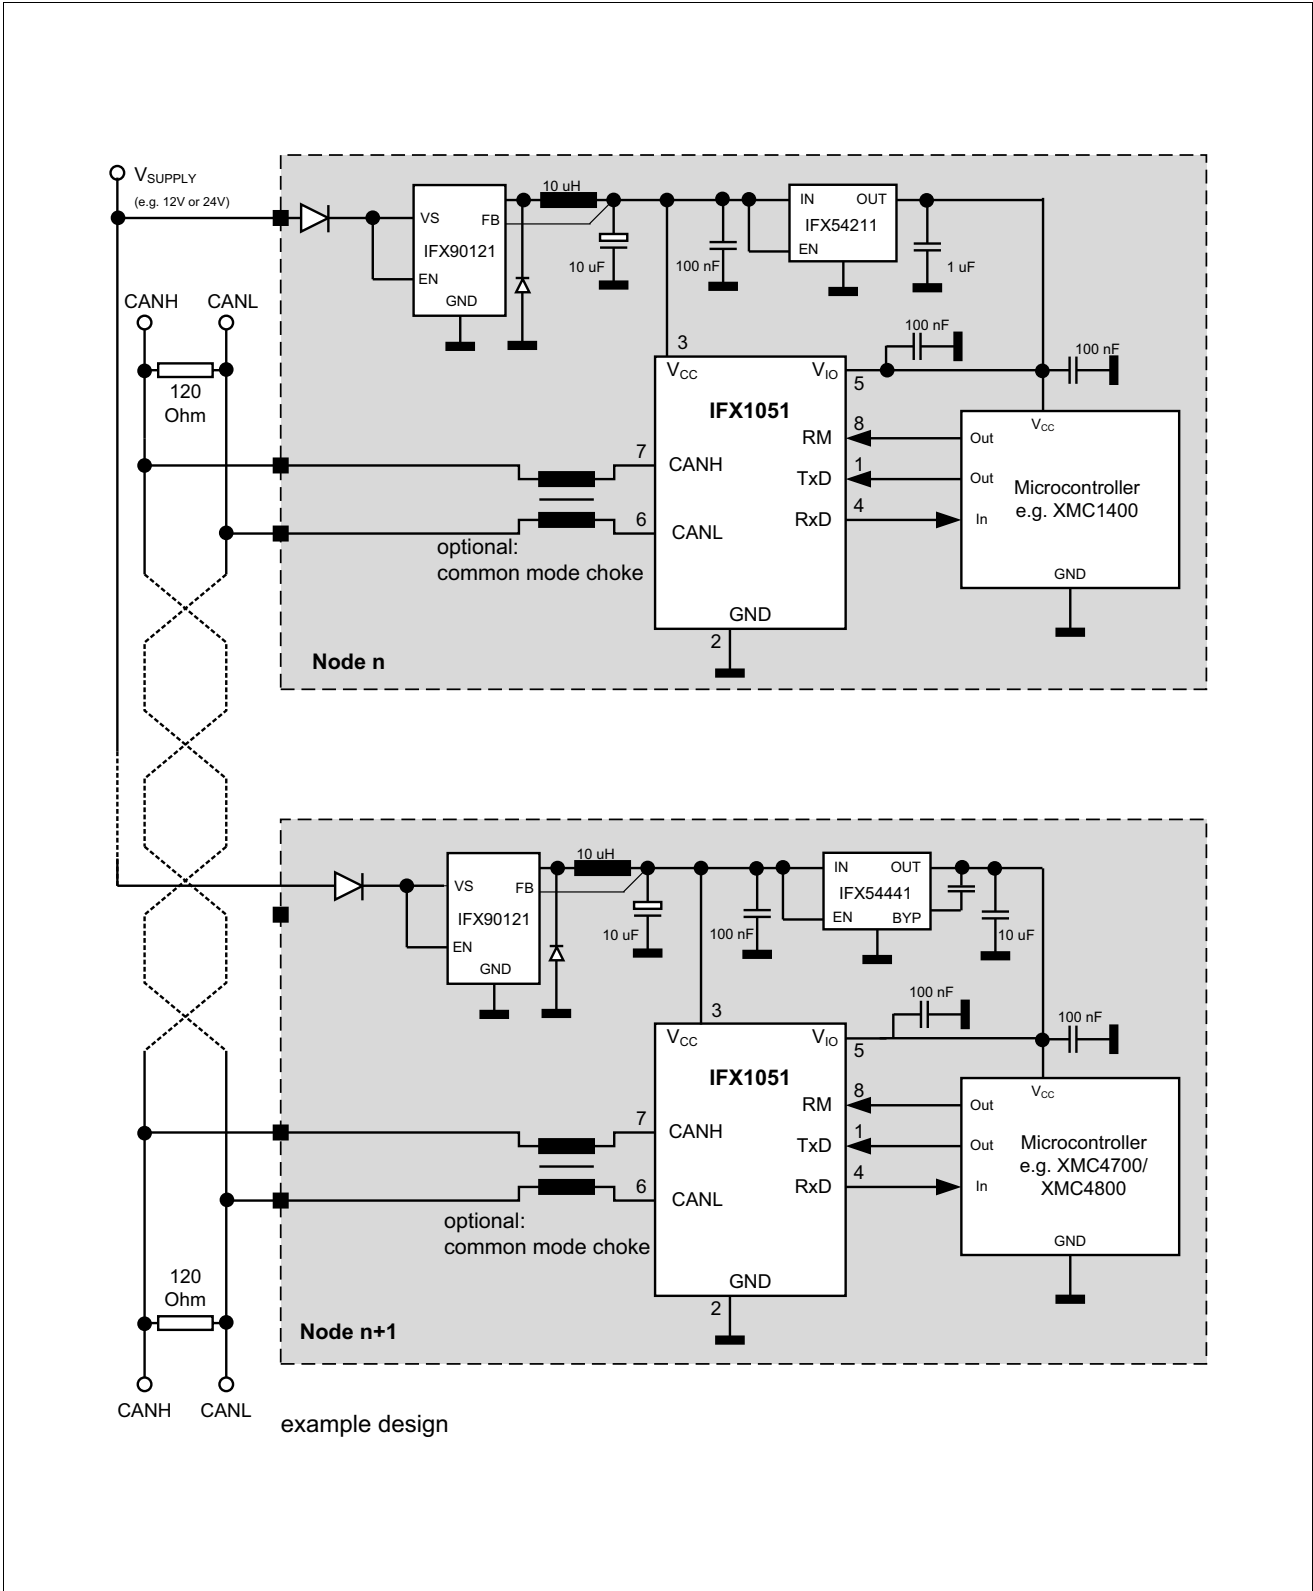 VSUPPLY
(e.g. 12V or 24V)
CANH
CANL
120
Ohm
10 uH
VS
FB
IFX90121
EN
GND
10 uF
100 nF
IN
OUT
IFX54211
EN
1 uF
100 nF
100 nF
3
VCC
VIO
5
IFX1051
RM
8
TxD
1
RxD
4
7
CANH
6
CANL
GND
2
optional:
common mode choke
VCC
Out
Out
In
Microcontroller
e.g. XMC1400
GND
Node n
10 uH
VS
FB
IFX90121
EN
GND
10 uF
100 nF
IN
OUT
IFX54441
EN
BYP
10 uF
100 nF
100 nF
3
VCC
VIO
5
IFX1051
RM
8
TxD
1
RxD
4
7
CANH
6
CANL
GND
2
optional:
common mode choke
VCC
Out
Out
In
Microcontroller
e.g. XMC4700/
XMC4800
GND
120
Ohm
Node n+1
CANH
CANL
example design